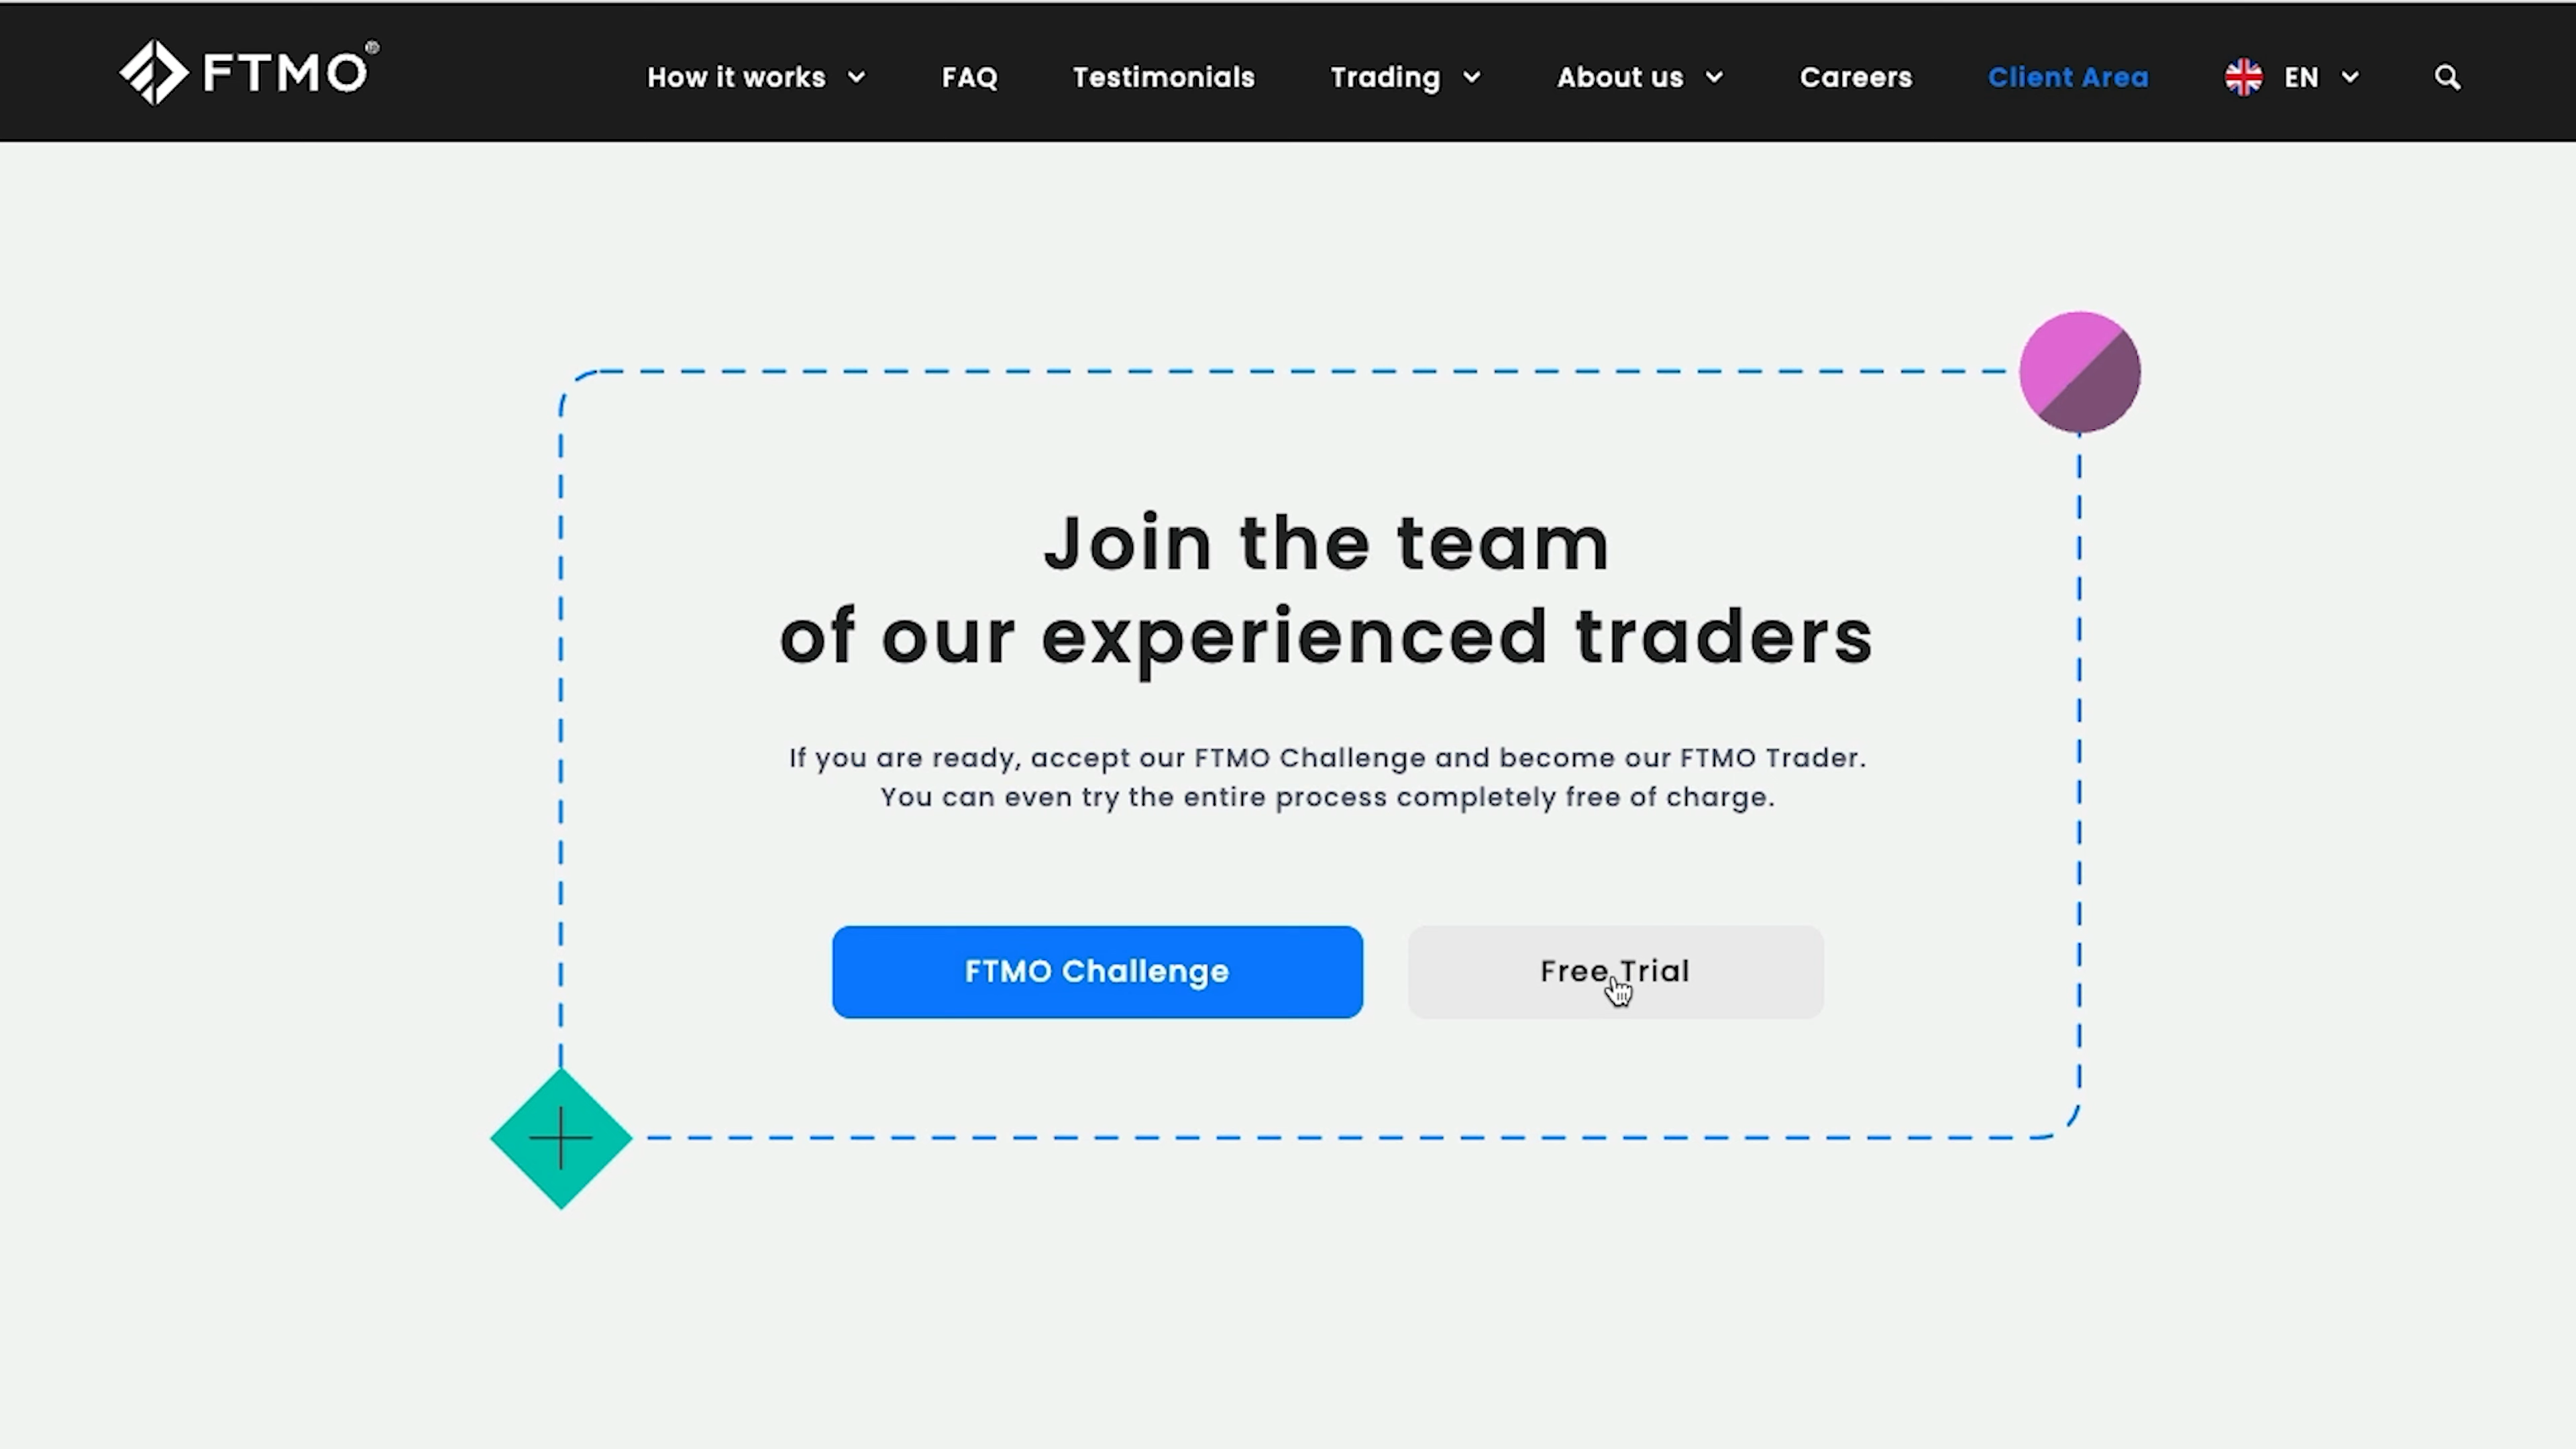 FTMO®
How it works
FAQ
Testimonials
Trading
About us
Careers
Client Area
EN
Join the team
of our experienced traders
If you are ready, accept our FTMO Challenge and become our FTMO Trader.
You can even try the entire process completely free of charge.
FTMO Challenge
Free Trial